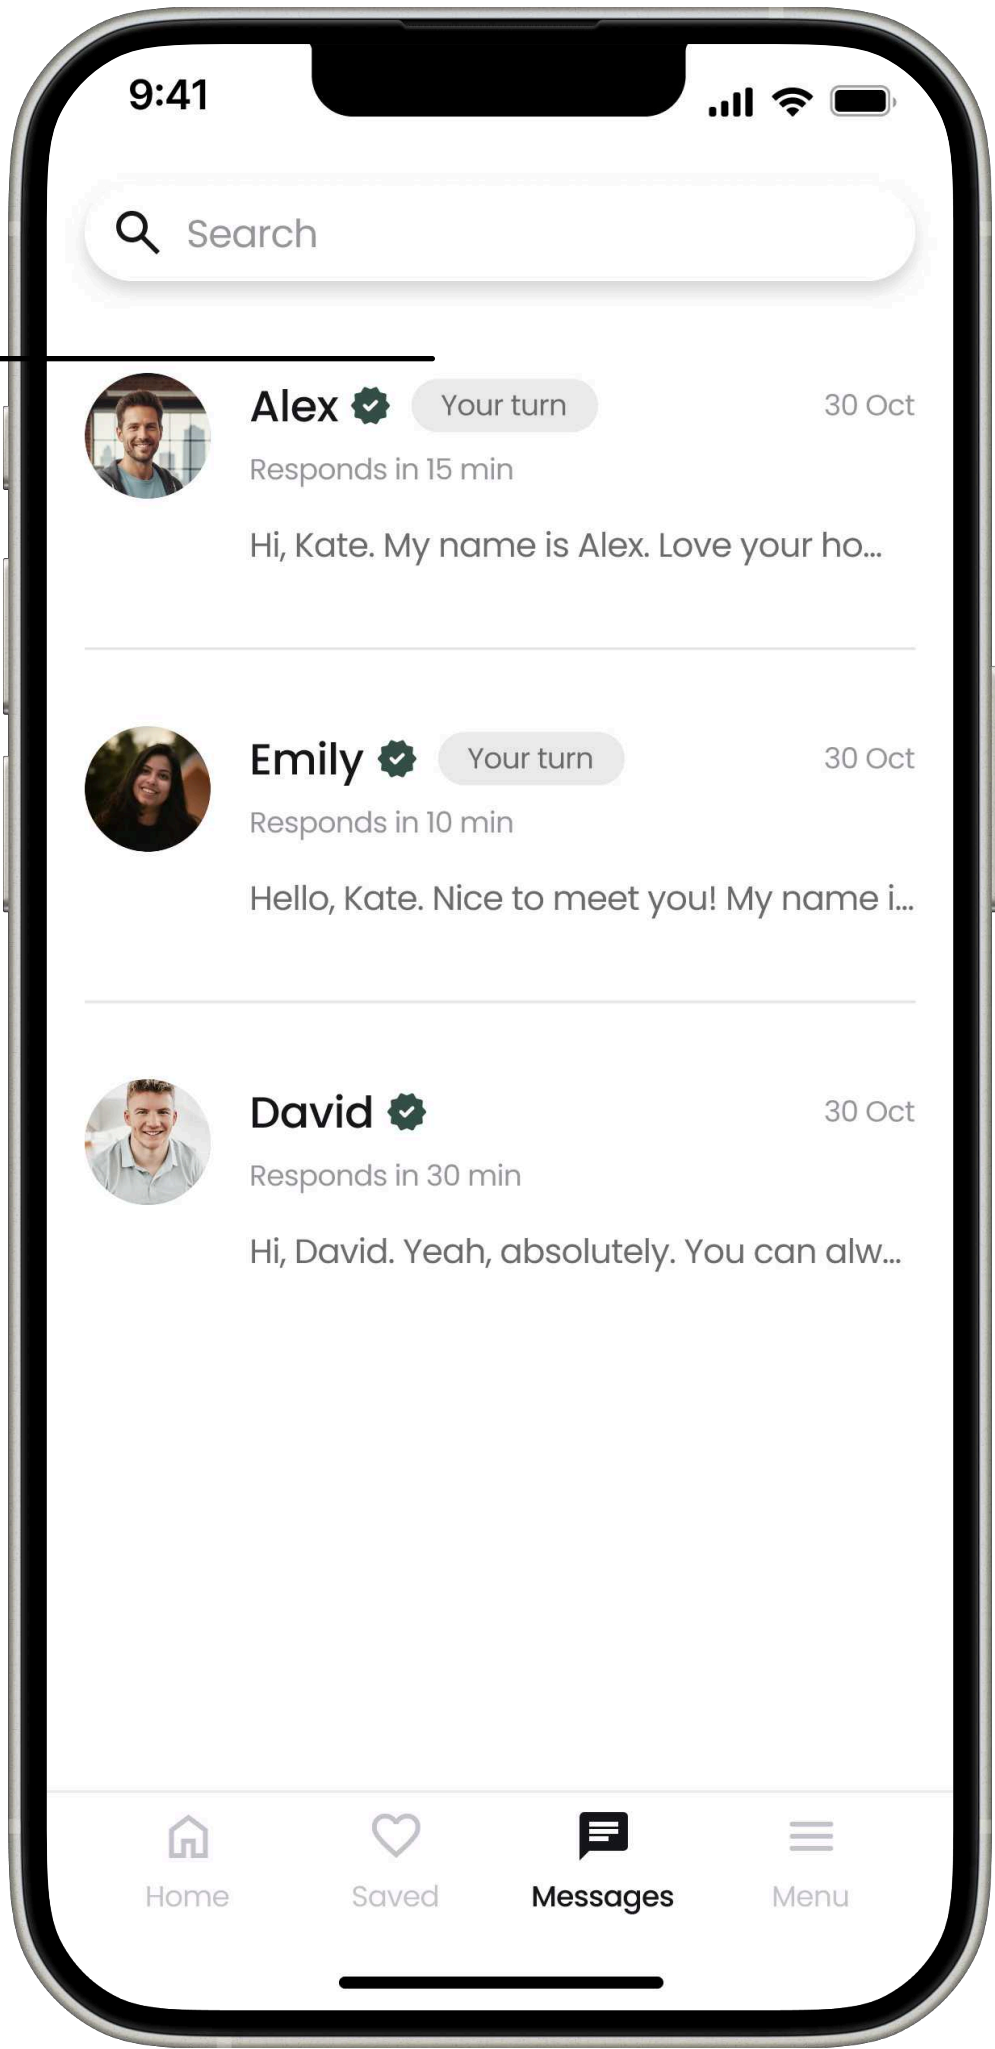 9:41
Search
Alex Your turn 30 Oct
Responds in 15 min
Hi, Kate. My name is Alex. Love your ho...
Emily Your turn 30 Oct
Responds in 10 min
Hello, Kate. Nice to meet you! My name i...
David 30 Oct
Responds in 30 min
Hi, David. Yeah, absolutely. You can alw...
Home Saved Messages Menu